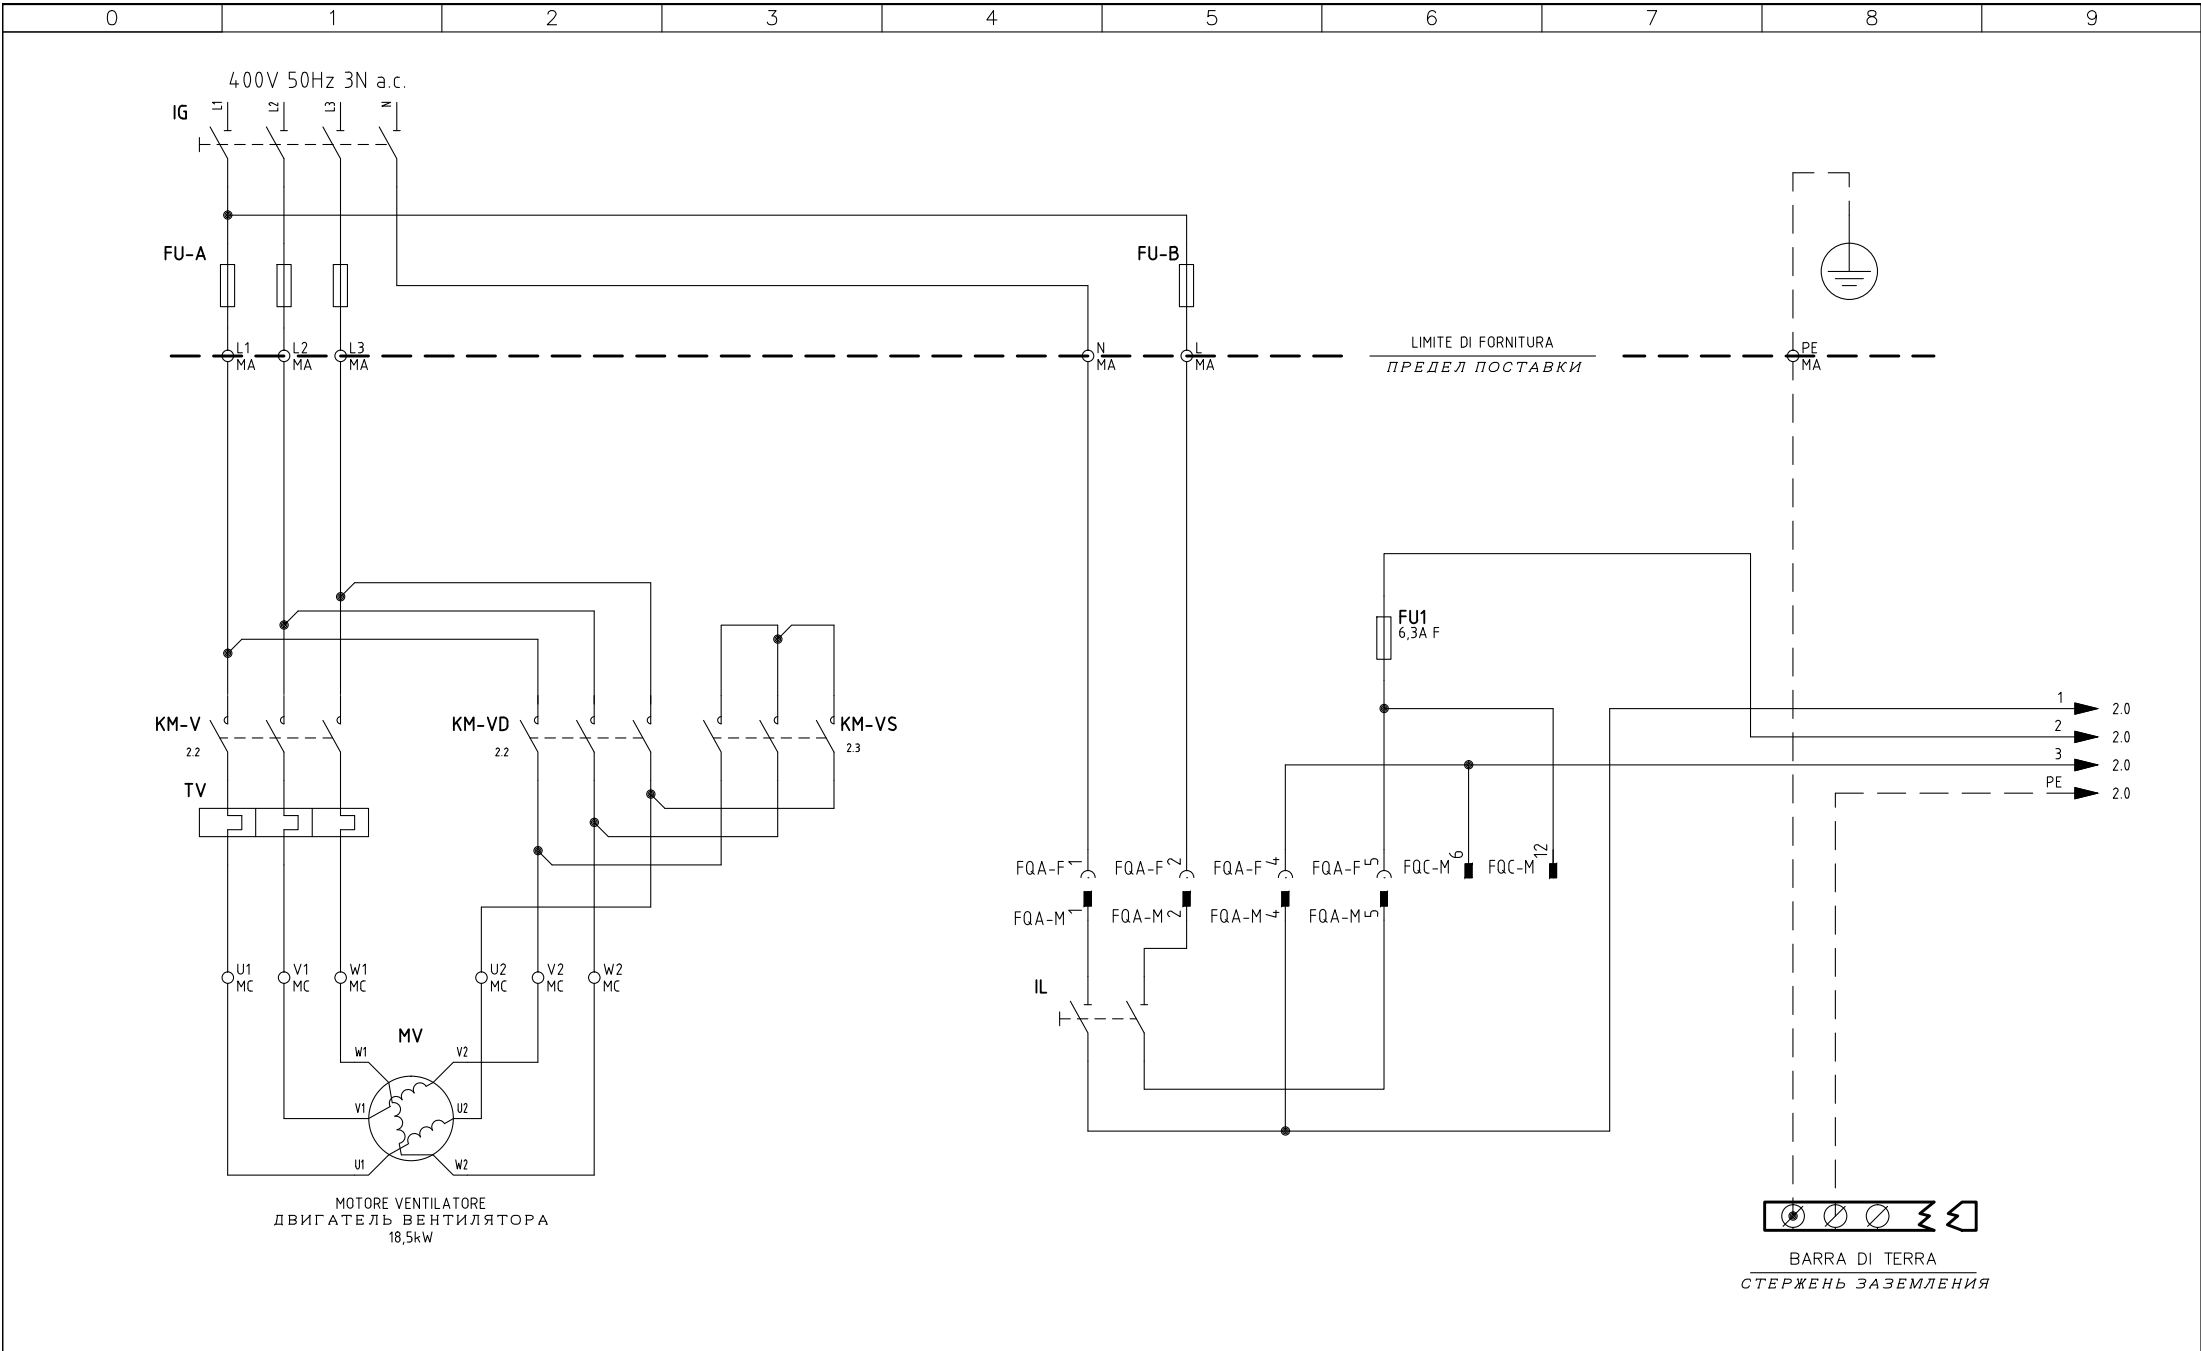 0 1 2 3 4 5 6 7 8 9
400V 50Hz 3N a.c.
IG
L1 L2 L3 N
FU-A
FU-B
LIMITE DI FORNITURA
ПРЕДЕЛ ПОСТАВКИ
L1 L2 L3 N L PE
MA MA MA MA MA MA
FU1
6,3A F
KM-V
2.2
KM-VD
2.2
KM-VS
2.3
1 2.0
2 2.0
3 2.0
PE 2.0
TV
FQA-F 1 FQA-F 2 FQA-F 4 FQA-F 5 FQC-M 6 FQC-M 12
FQA-M 1 FQA-M 2 FQA-M 4 FQA-M 5
U1 V1 W1 U2 V2 W2
MC MC MC MC MC MC
IL
MV
W1 V2
V1 U2
U1 W2
MOTORE VENTILATORE
ДВИГАТЕЛЬ ВЕНТИЛЯТОРА
18,5kW
BARRA DI TERRA
СТЕРЖЕНЬ ЗАЗЕМЛЕНИЯ